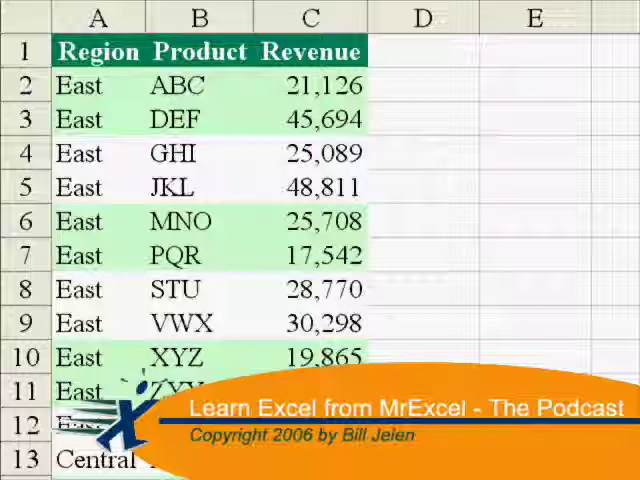 A B C D E
1 Region Product Revenue
2 East ABC 21,126
3 East DEF 45,694
4 East GHI 25,089
5 East JKL 48,811
6 East MNO 25,708
7 East PQR 17,542
8 East STU 28,770
9 East VWX 30,298
10 East XYZ 19,865
11 East
12
13 Central
Learn Excel from MrExcel - The Podcast
Copyright 2006 by Bill Jelen